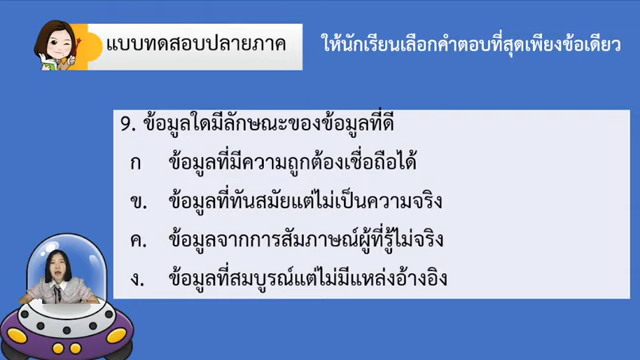 แบบทดสอบปลายภาค
ให้นักเรียนเลือกคำตอบที่สุดเพียงข้อเดียว
9. ข้อมูลใดมีลักษณะของข้อมูลที่ดี
ก ข้อมูลที่มีความถูกต้องเชื่อถือได้
ข. ข้อมูลที่ทันสมัยแต่ไม่เป็นความจริง
ค. ข้อมูลจากการสัมภาษณ์ผู้ที่รู้ไม่จริง
ง. ข้อมูลที่สมบูรณ์แต่ไม่มีแหล่งอ้างอิง